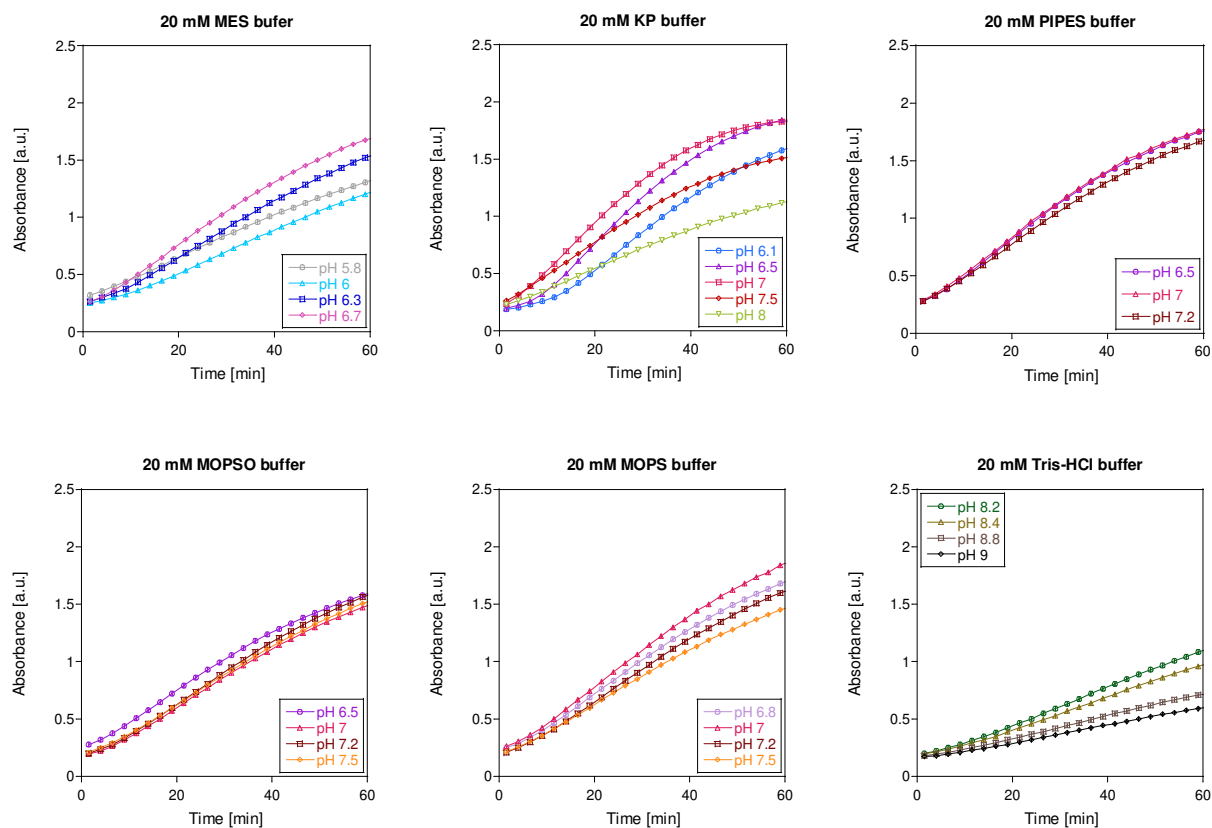 20 mM MES bufer
2.5
2
1.5
1
0.5
0
0
20
40
60
Absorbance [a.u.]
Time [min]
pH 5.8
pH 6
pH 6.3
pH 6.7
20 mM KP buffer
2.5
2
1.5
1
0.5
0
0
20
40
60
Absorbance [a.u.]
Time [min]
pH 6.1
pH 6.5
pH 7
pH 7.5
pH 8
20 mM PIPES buffer
2.5
2
1.5
1
0.5
0
0
20
40
60
Absorbance [a.u.]
Time [min]
pH 6.5
pH 7
pH 7.2
20 mM MOPSO buffer
2.5
2
1.5
1
0.5
0
0
20
40
60
Absorbance [a.u.]
Time [min]
pH 6.5
pH 7
pH 7.2
pH 7.5
20 mM MOPS buffer
2.5
2
1.5
1
0.5
0
0
20
40
60
Absorbance [a.u.]
Time [min]
pH 6.8
pH 7
pH 7.2
pH 7.5
20 mM Tris-HCl buffer
2.5
2
1.5
1
0.5
0
0
20
40
60
Absorbance [a.u.]
Time [min]
pH 8.2
pH 8.4
pH 8.8
pH 9